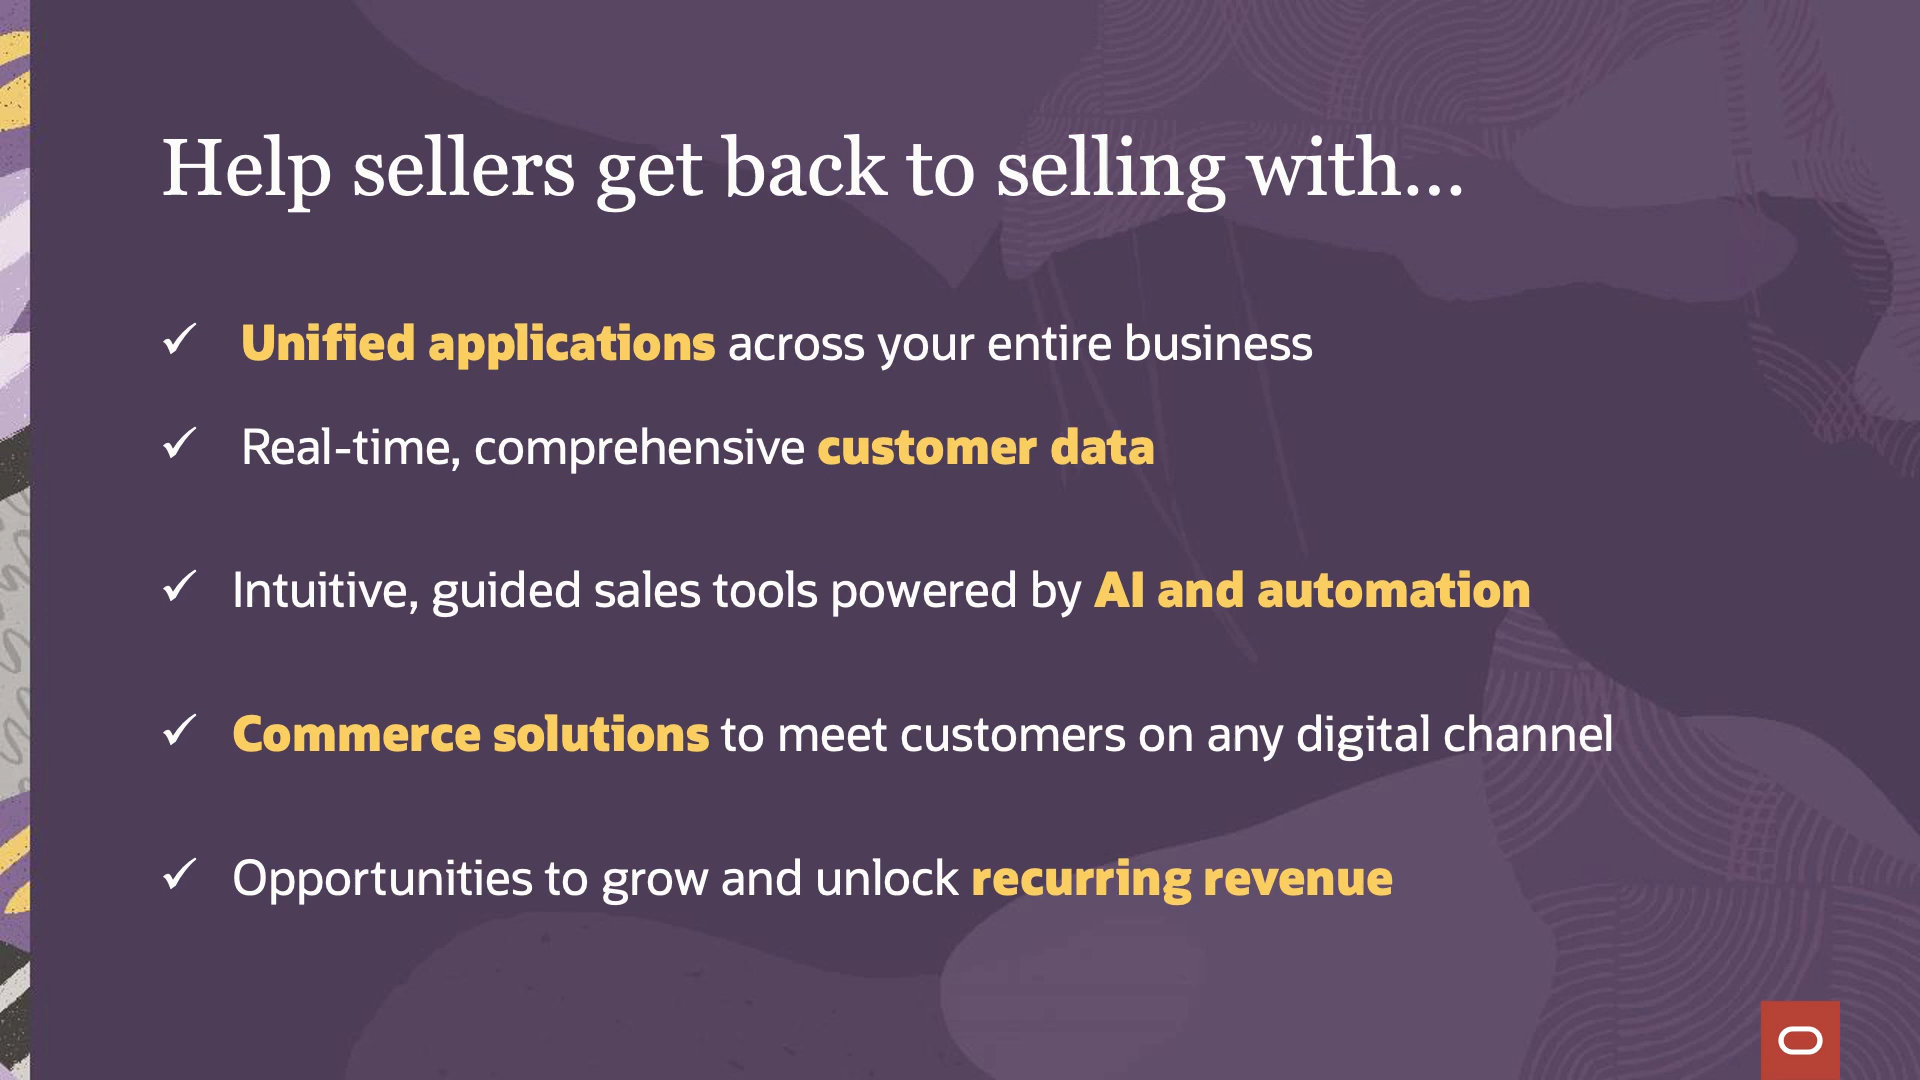 Help sellers get back to selling with...
✓ Unified applications across your entire business
✓ Real-time, comprehensive customer data
✓ Intuitive, guided sales tools powered by AI and automation
✓ Commerce solutions to meet customers on any digital channel
✓ Opportunities to grow and unlock recurring revenue